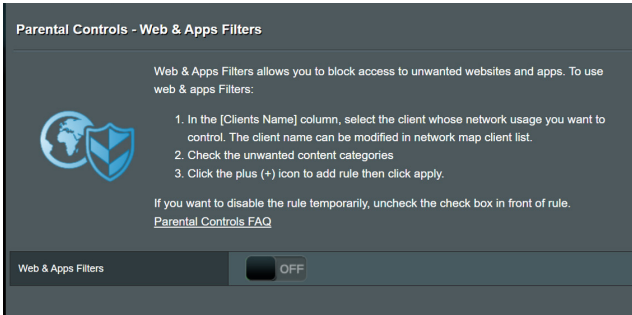 Parental Controls - Web & Apps Filters
Web & Apps Filters allows you to block access to unwanted websites and apps. To use
web & apps Filters:
1. In the [Clients Name] column, select the client whose network usage you want to
control. The client name can be modified in network map client list.
2. Check the unwanted content categories
3. Click the plus (+) icon to add rule then click apply.
If you want to disable the rule temporarily, uncheck the check box in front of rule.
Parental Controls FAQ
Web & Apps Filters
OFF